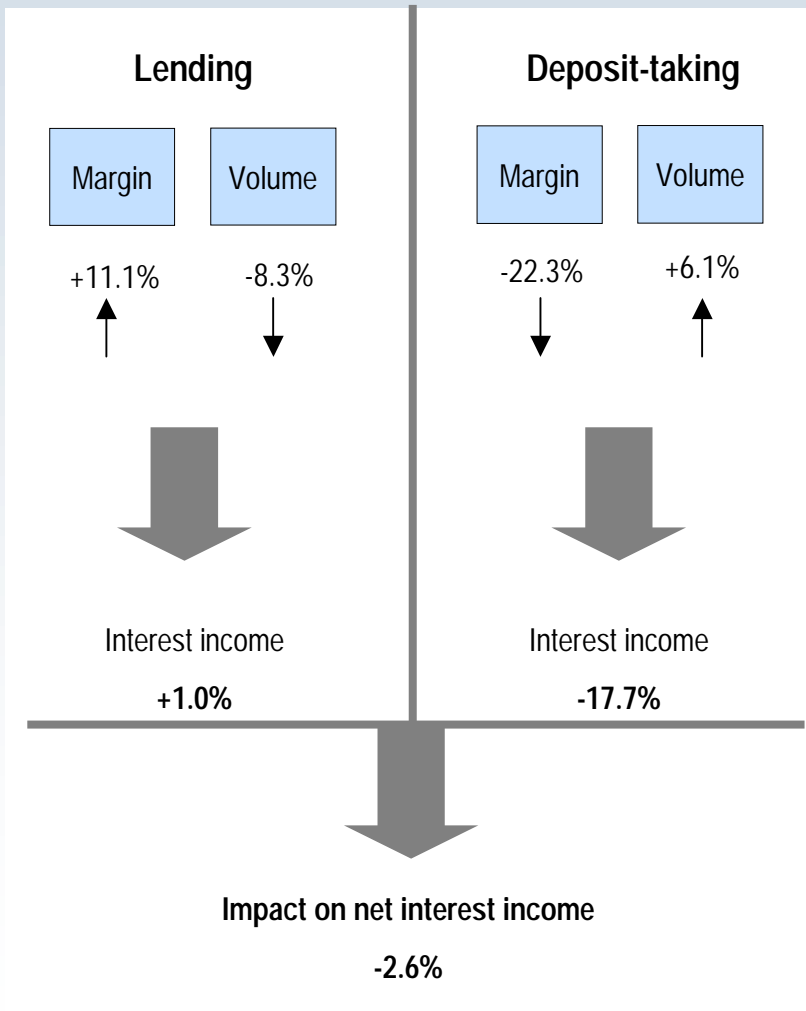 Lending
Margin
Volume
+11.1%
-8.3%
Interest income
+1.0%
Deposit-taking
Margin
Volume
-22.3%
+6.1%
Interest income
-17.7%
Impact on net interest income
-2.6%